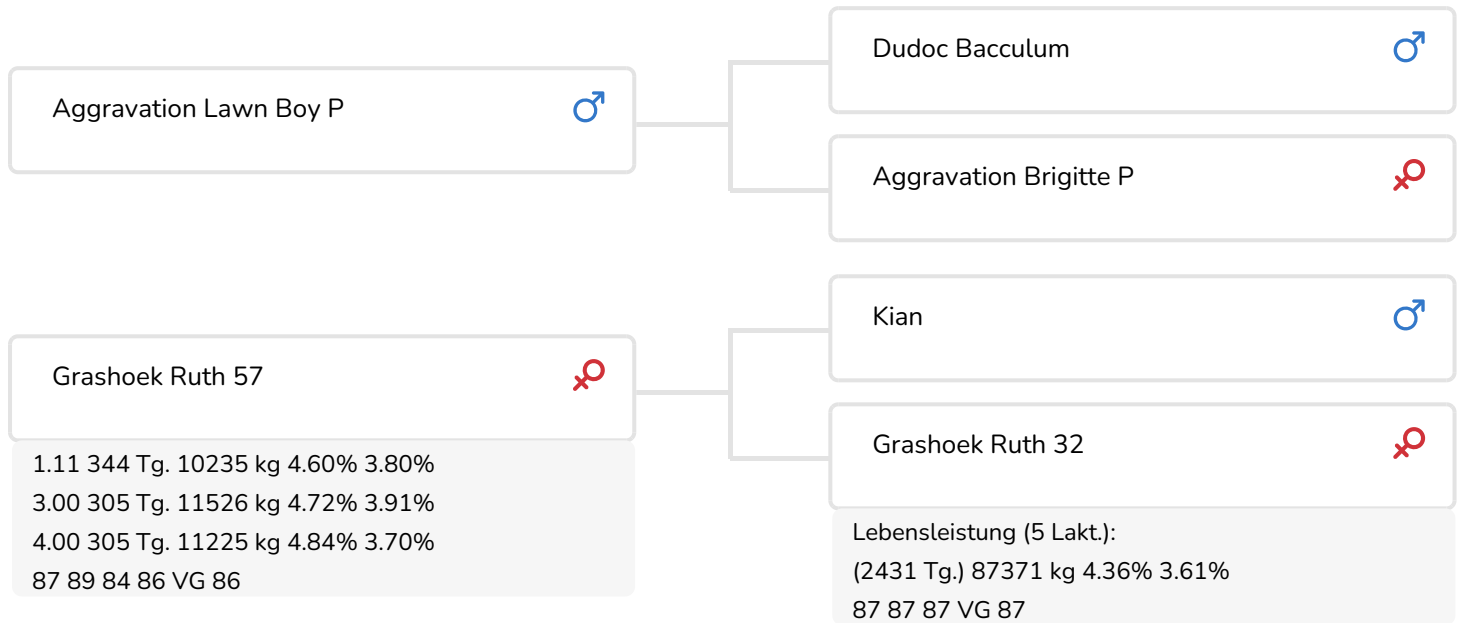 Aggravation Lawn Boy P
Dudoc Bacculum
Aggravation Brigitte P
Grashoek Ruth 57
1.11 344 Tg. 10235 kg 4.60% 3.80%
3.00 305 Tg. 11526 kg 4.72% 3.91%
4.00 305 Tg. 11225 kg 4.84% 3.70%
87 89 84 86 VG 86
Kian
Grashoek Ruth 32
Lebensleistung (5 Lakt.):
(2431 Tg.) 87371 kg 4.36% 3.61%
87 87 87 VG 87